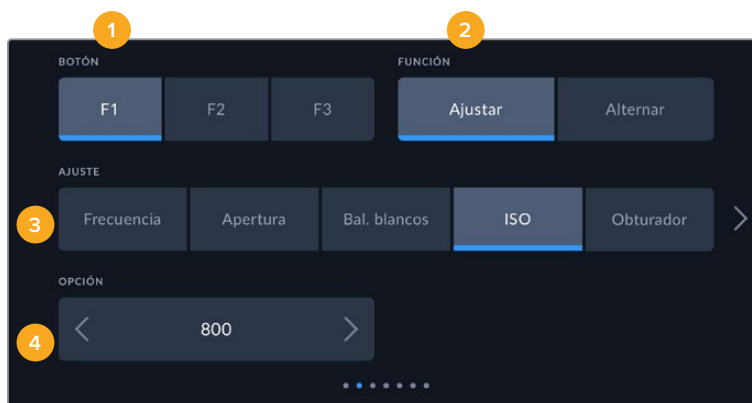 1 2
BOTÓN FUNCIÓN
F1 F2 F3 Ajustar Alternar
AJUSTE
3 Frecuencia Apertura Bal. blancos ISO Obturador
OPCIÓN
4 800